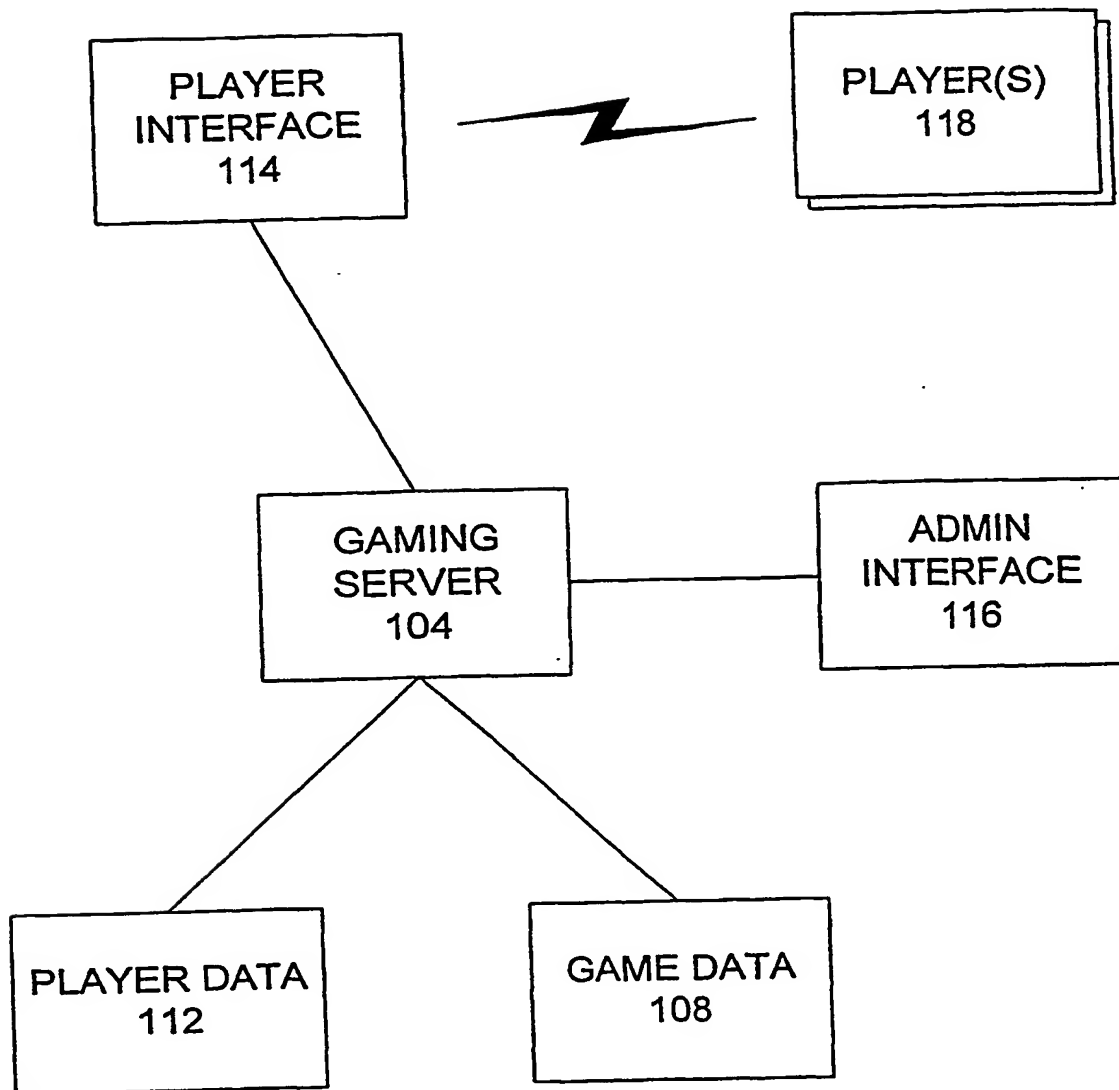 PLAYER
INTERFACE
114
PLAYER(S)
118
GAMING
SERVER
104
ADMIN
INTERFACE
116
PLAYER DATA
112
GAME DATA
108